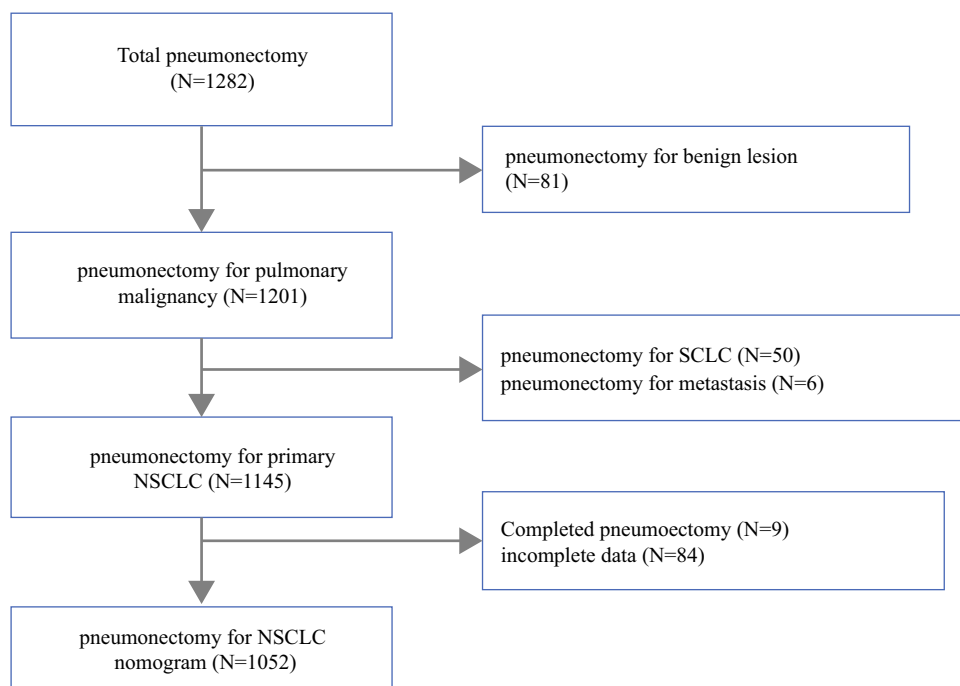 Total pneumonectomy
(N=1282)
pneumonectomy for benign lesion
(N=81)
pneumonectomy for pulmonary
malignancy (N=1201)
pneumonectomy for SCLC (N=50)
pneumonectomy for metastasis (N=6)
pneumonectomy for primary
NSCLC (N=1145)
Completed pneumoectomy (N=9)
incomplete data (N=84)
pneumonectomy for NSCLC
nomogram (N=1052)